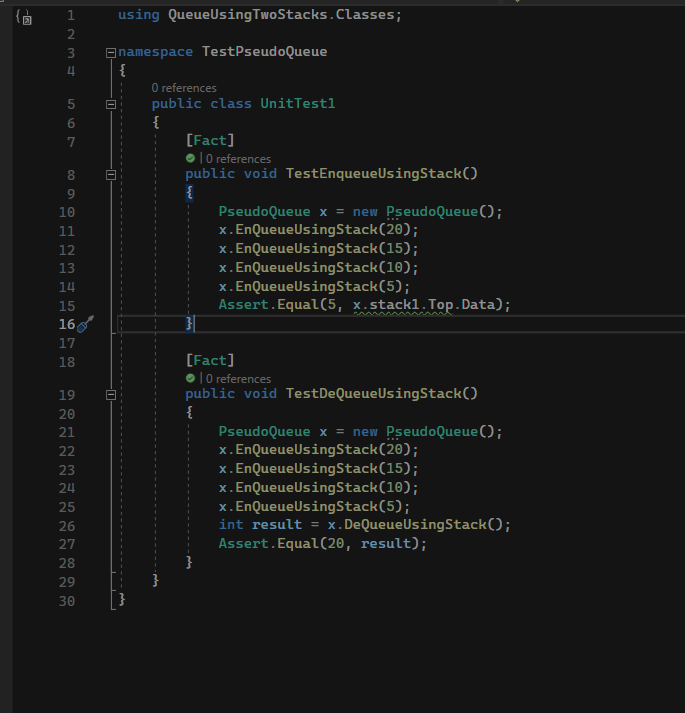 1 using QueueUsingTwoStacks.Classes;
2
3 namespace TestPseudoQueue
4 {
0 references
5 public class UnitTest1
6 {
7 [Fact]
| 0 references
8 public void TestEnqueueUsingStack()
9 {
10 PseudoQueue x = new PseudoQueue();
11 x.EnQueueUsingStack(20);
12 x.EnQueueUsingStack(15);
13 x.EnQueueUsingStack(10);
14 x.EnQueueUsingStack(5);
15 Assert.Equal(5, x.stack1.Top.Data);
16 }
17
18 [Fact]
| 0 references
19 public void TestDeQueueUsingStack()
20 {
21 PseudoQueue x = new PseudoQueue();
22 x.EnQueueUsingStack(20);
23 x.EnQueueUsingStack(15);
24 x.EnQueueUsingStack(10);
25 x.EnQueueUsingStack(5);
26 int result = x.DeQueueUsingStack();
27 Assert.Equal(20, result);
28 }
29 }
30 }